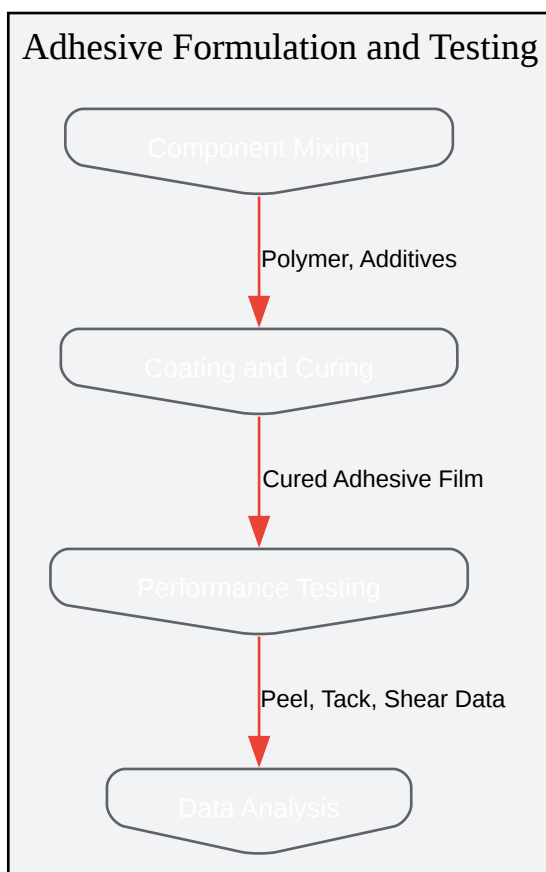 Adhesive Formulation and Testing
Component Mixing
Polymer, Additives
Coating and Curing
Cured Adhesive Film
Performance Testing
Peel, Tack, Shear Data
Data Analysis